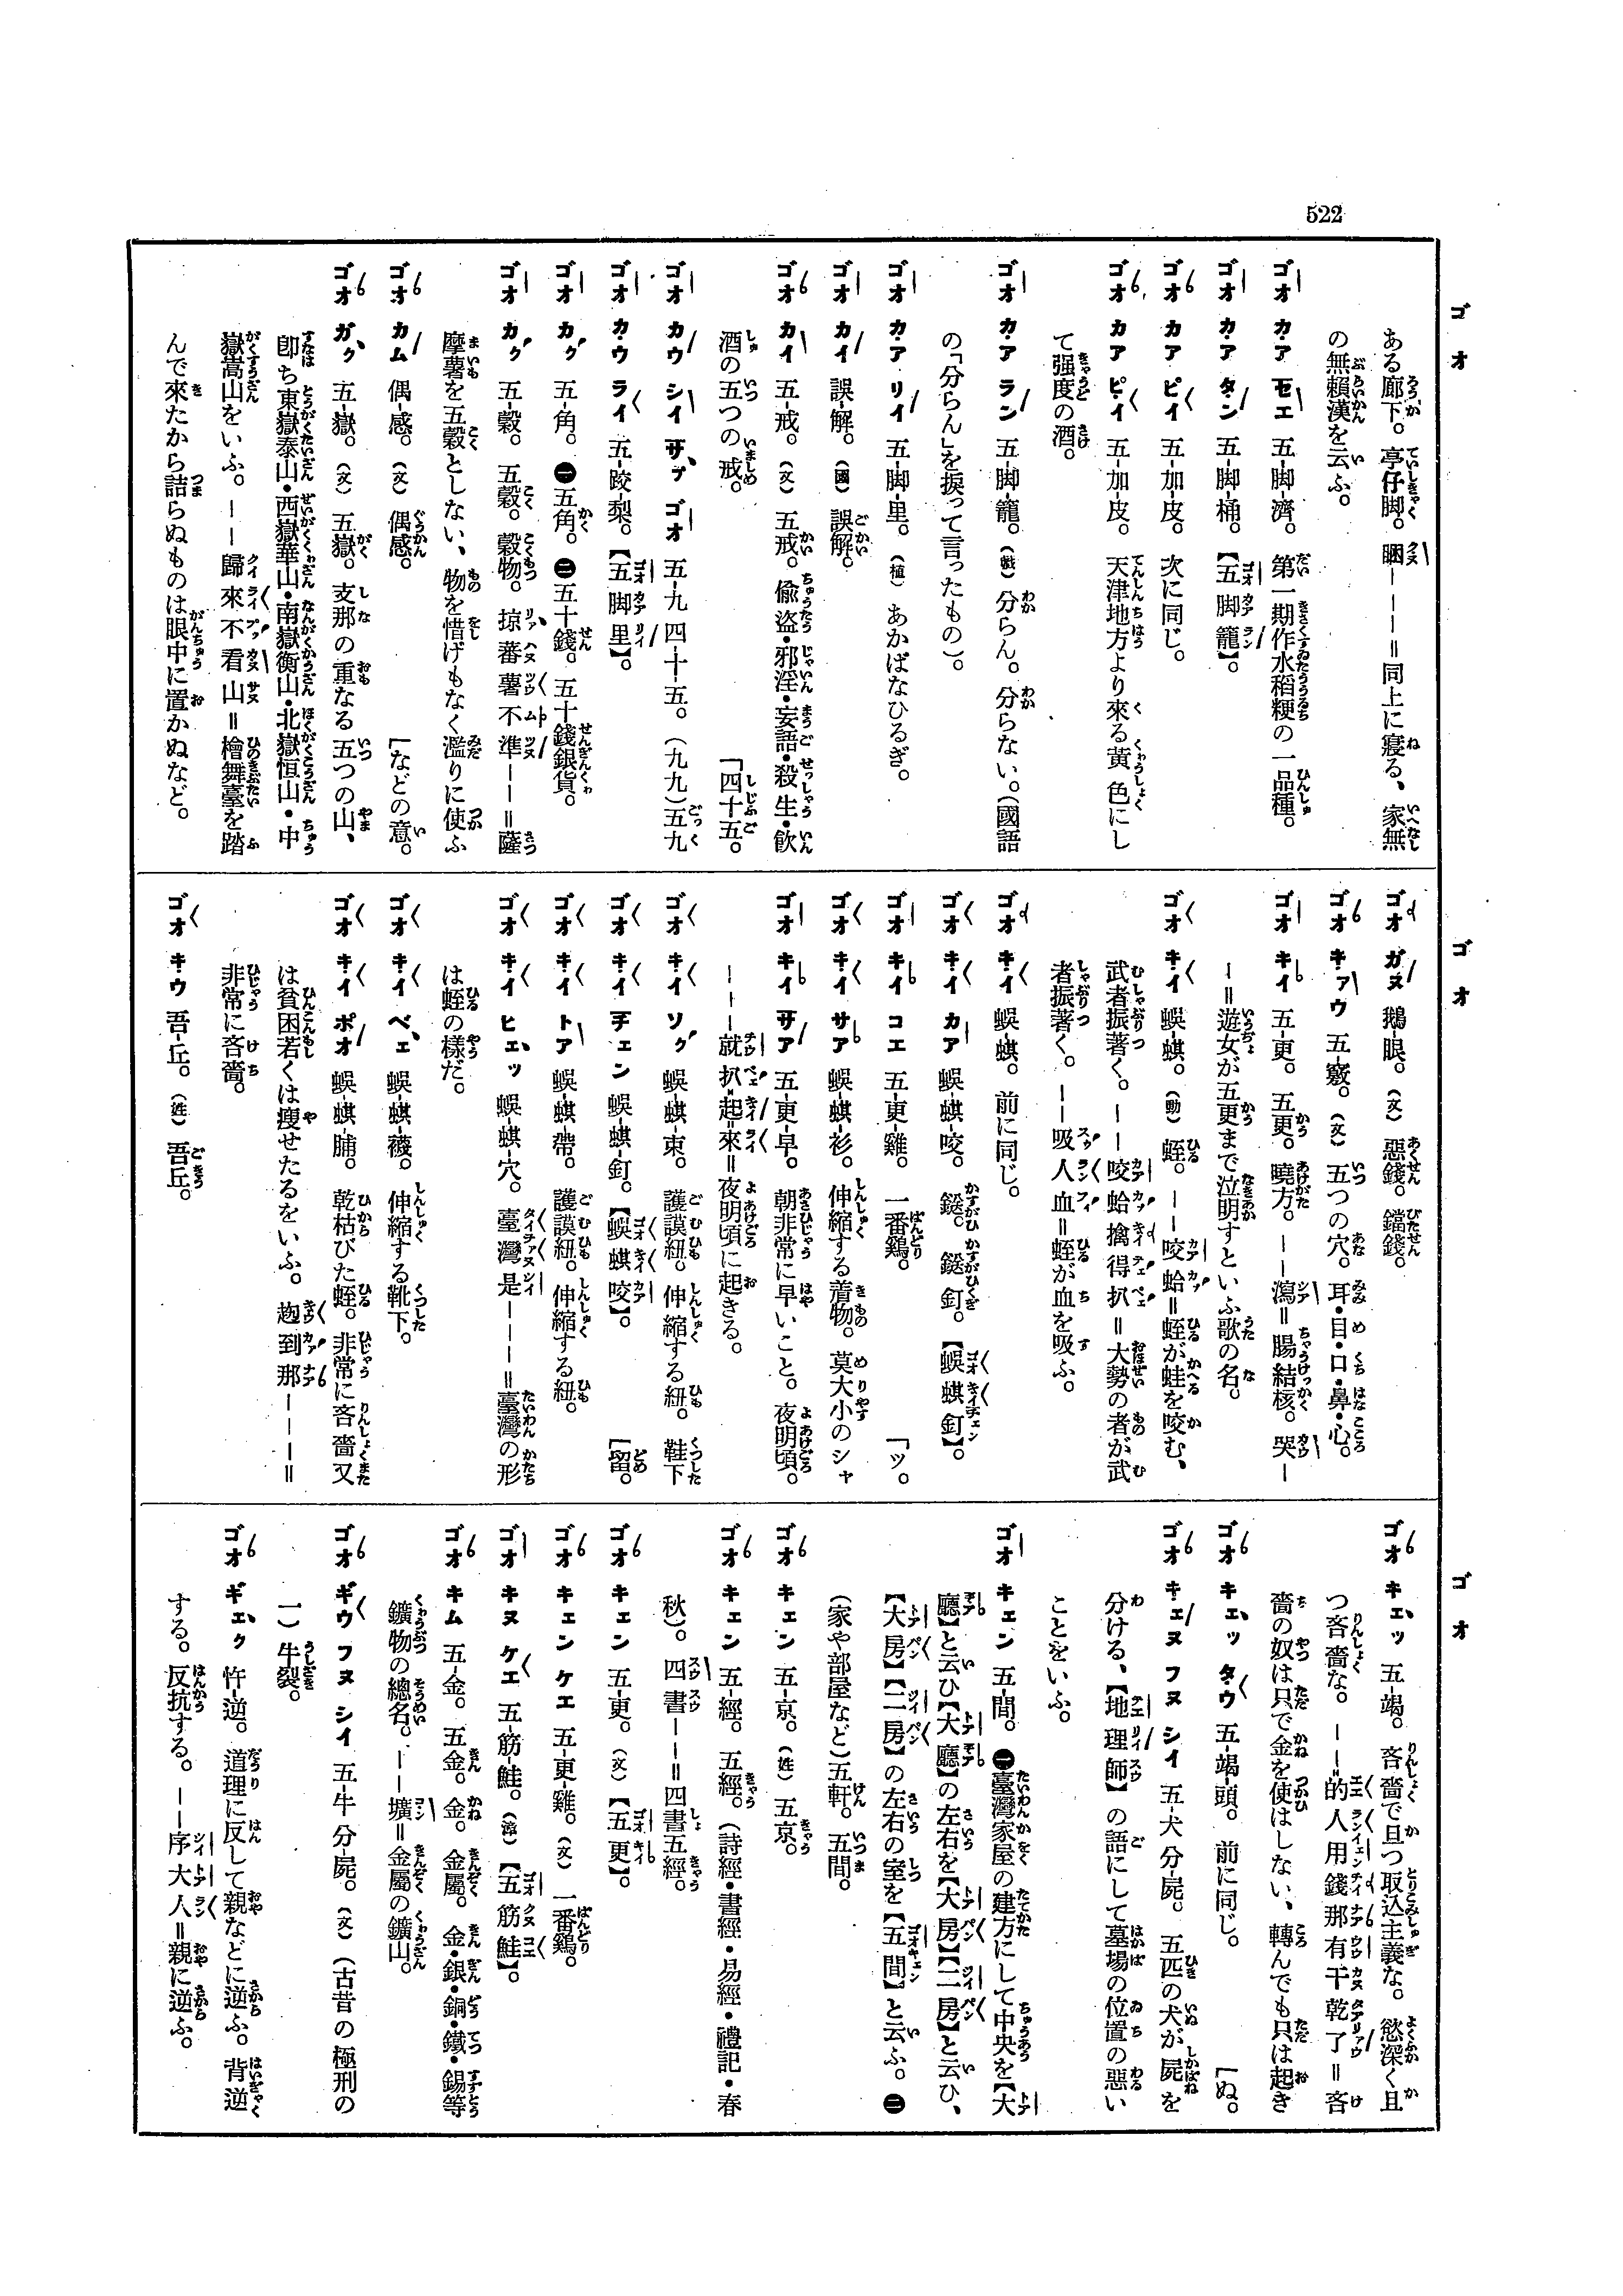 522
ゴオ
ある廊下。亭仔脚。睏－－－－＝同上に寢る、家無
の無賴漢を云ふ。
ゴオ カア モエ 五-脚-濟。 第一期作水稻粳の一品種。
ゴオ カア タン 五-脚-桶。【五脚籠】。
ゴオ カア ピイ 五-加-皮。 次に同じ。
ゴオ カア ピイ 五-加-皮。 天津地方より來る黄色にし
て强度の酒。
ゴオ カア ラン 五-脚-籠。（戲）分らん。分らない。（國語
の「分らん」を捩って言ったもの）。
ゴオ カア リイ 五-脚-里。（植）あかばなひるぎ。
ゴオ カイ 誤-解。（國）誤解。
ゴオ カイ 五-戒。（文）五戒。偸盜・邪淫・妄語・殺生・飮
酒の五つの戒。 「四十五。
ゴオ カウ シイ サプ ゴオ 五-九 四-十-五。（九九）五九
ゴオ カウ ライ 五-跤-梨。【五脚里】。
ゴオ カク 五-角。 ㊀五角。㊁五十錢。五十錢銀貨。
ゴオ カク 五-穀。 五穀。穀物。掠蕃薯不準－－＝薩
摩薯を五穀としない、物を惜げもなく濫りに使ふ
ゴオ カム 偶-感。（文）偶感。 「などの意。
ゴオ ガク 五-嶽。（文）五嶽。支那の重なる五つの山、
卽ち東嶽泰山・西嶽華山・南嶽衡山・北嶽恒山・中
嶽嵩山をいふ。－－歸來不看山＝檜舞臺を踏
んで來たから詰らぬものは眼中に置かぬなど。
ゴオ
ゴオ ガヌ 鵝-眼。（文）惡錢。鐚錢。
ゴオ キァウ 五-竅。（文）五つの穴。耳・目・口・鼻・心。
ゴオ キイ 五-更。 五更。曉方。－－瀉＝腸結核。哭－
－＝遊女が五更まで泣明すといふ歌の名。
ゴオ キイ 蜈-蜞。（動）蛭。－－咬蛤＝蛭が蛙を咬む、
武者振著く。－－咬蛤擒得扒＝大勢の者が武
者振著く。－－吸人血＝蛭が血を吸ふ。
ゴオ キイ 蜈-蜞。 前に同じ。
ゴオ キイ カア 蜈-蜞-咬。 鎹。鎹釘。【蜈蜞釘】。
ゴオ キイ コエ 五-更-雞。 一番鷄。 「ツ。
ゴオ キイ サア 蜈-蜞-衫。 伸縮する着物。莫大小のシャ
ゴオ キイ サア 五-更-早。 朝非常に早いこと。夜明頃。
－－－就扒起來＝夜明頃に起きる。
ゴオ キイ ソク 蜈-蜞-束。 護謨紐。伸縮する紐。鞋下
ゴオ キイ チェン 蜈-蜞-釘。【蜈蜞咬】。 「留。
ゴオ キイ トア 蜈-蜞-帶。 護謨紐。伸縮する紐。
ゴオ キイ ヒェッ 蜈-蜞-穴。 臺灣是－－－＝臺灣の形
は蛭の樣だ。
ゴオ キイ ベェ 蜈-蜞-襪。 伸縮する靴下。
ゴオ キイ ポオ 蜈-蜞-脯。 乾枯びた蛭。非常に吝嗇又
は貧困若くは瘦せたるをいふ。到那－－－＝
非常に吝嗇。
ゴオ キウ 吾-丘。（姓）吾丘。
ゴオ
ゴオ キェッ 五-竭。 吝嗇で且つ取込主義な。慾深く且
つ吝嗇な。－－的人用錢那有干乾了＝吝
嗇の奴は只で金を使はしない、轉んでも只は起き
ゴオ キェッ タウ 五-竭-頭。 前に同じ。 「ぬ。
ゴオ キェヌ フヌ シイ 五-犬 分-屍。 五匹の犬が屍を
分ける、【地理師】の語にして墓場の位置の惡い
ことをいふ。
ゴオ キェン 五-間。 ㊀臺灣家屋の建方にして中央を【大
廳】と云ひ【大廳】の左右を【大房】【二房】と云ひ、
【大房】【二房】の左右の室を【五間】と云ふ。㊁
（家や部屋など）五軒。五間。
ゴオ キェン 五-京。（姓）五京。
ゴオ キェン 五-經。 五經。（詩經・書經・易經・禮記・春
秋）。四書－－＝四書五經。
ゴオ キェン 五-更。（文）【五更】。
ゴオ キェン ケエ 五-更-雞。（文）一番鷄。
ゴオ キヌ ケエ 五-筋-鮭。【五筋鮭】。
ゴオ キム 五-金。 五金。金。金屬。金・銀・銅・鐵・錫等
鑛物の總名。－－壙＝金屬の鑛山。
ゴオ ギウ フヌ シイ 五-牛 分-屍。（文）（古昔の極刑の
一）牛裂。
ゴオ ギェク 忤-逆。 道理に反して親などに逆ふ。背逆
する。反抗する。－－序大人＝親に逆ふ。